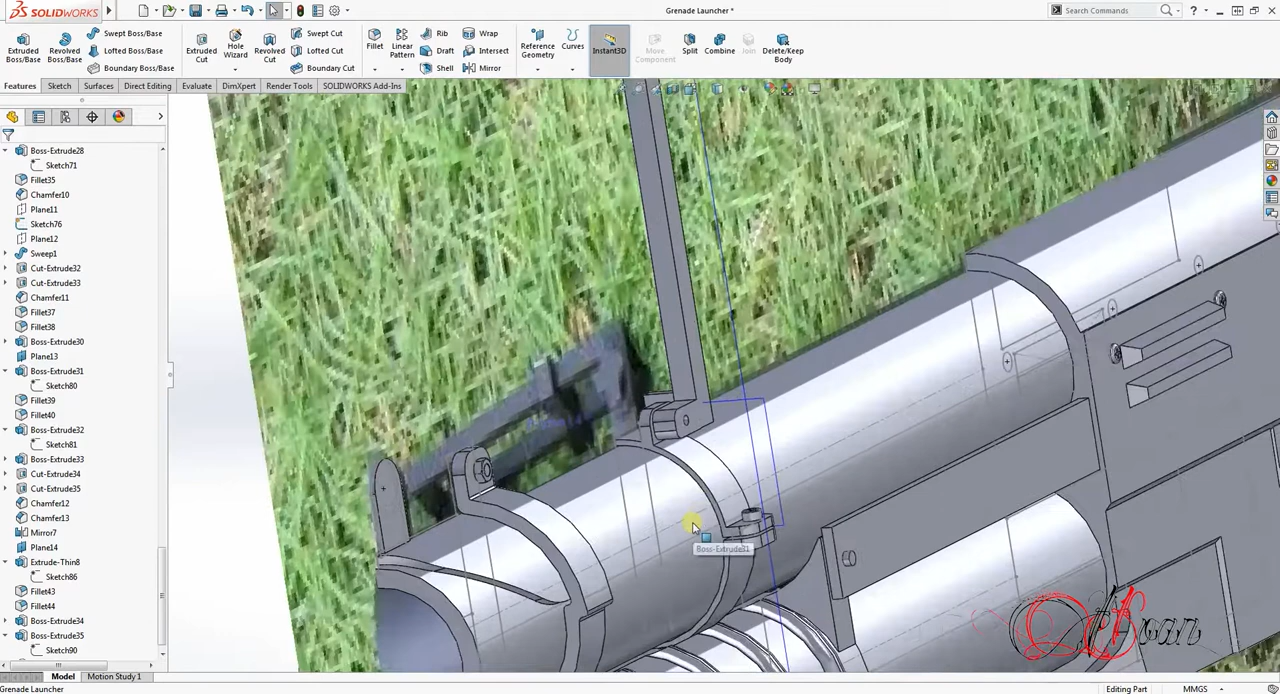 SOLIDWORKS
Grenade Launcher *
Search Commands
Extruded Boss/Base
Revolved Boss/Base
Swept Boss/Base
Lofted Boss/Base
Boundary Boss/Base
Extruded Cut
Hole Wizard
Revolved Cut
Swept Cut
Lofted Cut
Boundary Cut
Fillet
Linear Pattern
Rib
Draft
Shell
Wrap
Intersect
Mirror
Reference Geometry
Curves
Instant3D
Move Component
Split
Combine
Join
Delete/Keep Body
Features
Sketch
Surfaces
Direct Editing
Evaluate
DimXpert
Render Tools
SOLIDWORKS Add-Ins
Boss-Extrude28
Sketch71
Fillet35
Chamfer10
Plane11
Sketch76
Plane12
Sweep1
Cut-Extrude32
Cut-Extrude33
Chamfer11
Fillet37
Fillet38
Boss-Extrude30
Plane13
Boss-Extrude31
Sketch80
Fillet39
Fillet40
Boss-Extrude32
Sketch81
Boss-Extrude33
Cut-Extrude34
Cut-Extrude35
Chamfer12
Chamfer13
Mirror7
Plane14
Extrude-Thin8
Sketch86
Fillet43
Fillet44
Boss-Extrude34
Boss-Extrude35
Sketch90
Boss-Extrude31
Model
Motion Study 1
Grenade Launcher
Editing Part
MMGS